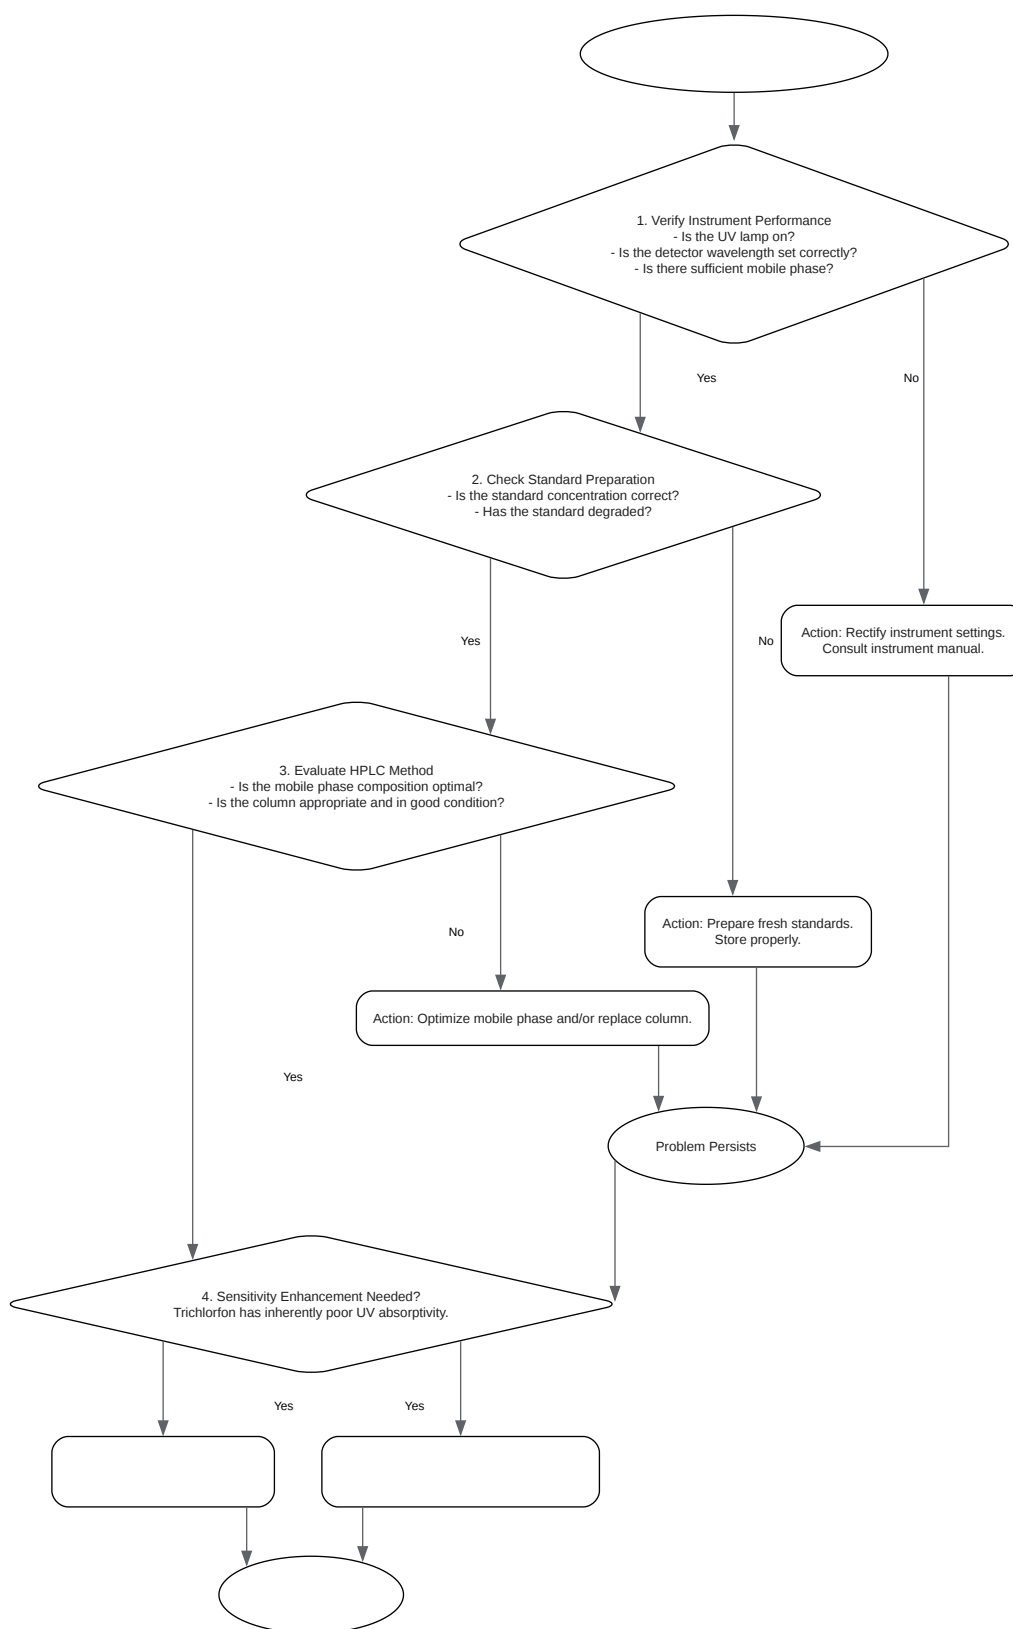 1. Verify Instrument Performance
- Is the UV lamp on?
- Is the detector wavelength set correctly?
- Is there sufficient mobile phase?
Yes
No
2. Check Standard Preparation
- Is the standard concentration correct?
- Has the standard degraded?
Action: Rectify instrument settings.
Consult instrument manual.
Yes
No
3. Evaluate HPLC Method
- Is the mobile phase composition optimal?
- Is the column appropriate and in good condition?
Action: Prepare fresh standards.
Store properly.
No
Action: Optimize mobile phase and/or replace column.
Yes
Problem Persists
4. Sensitivity Enhancement Needed?
Trichlorfon has inherently poor UV absorptivity.
Yes
Yes